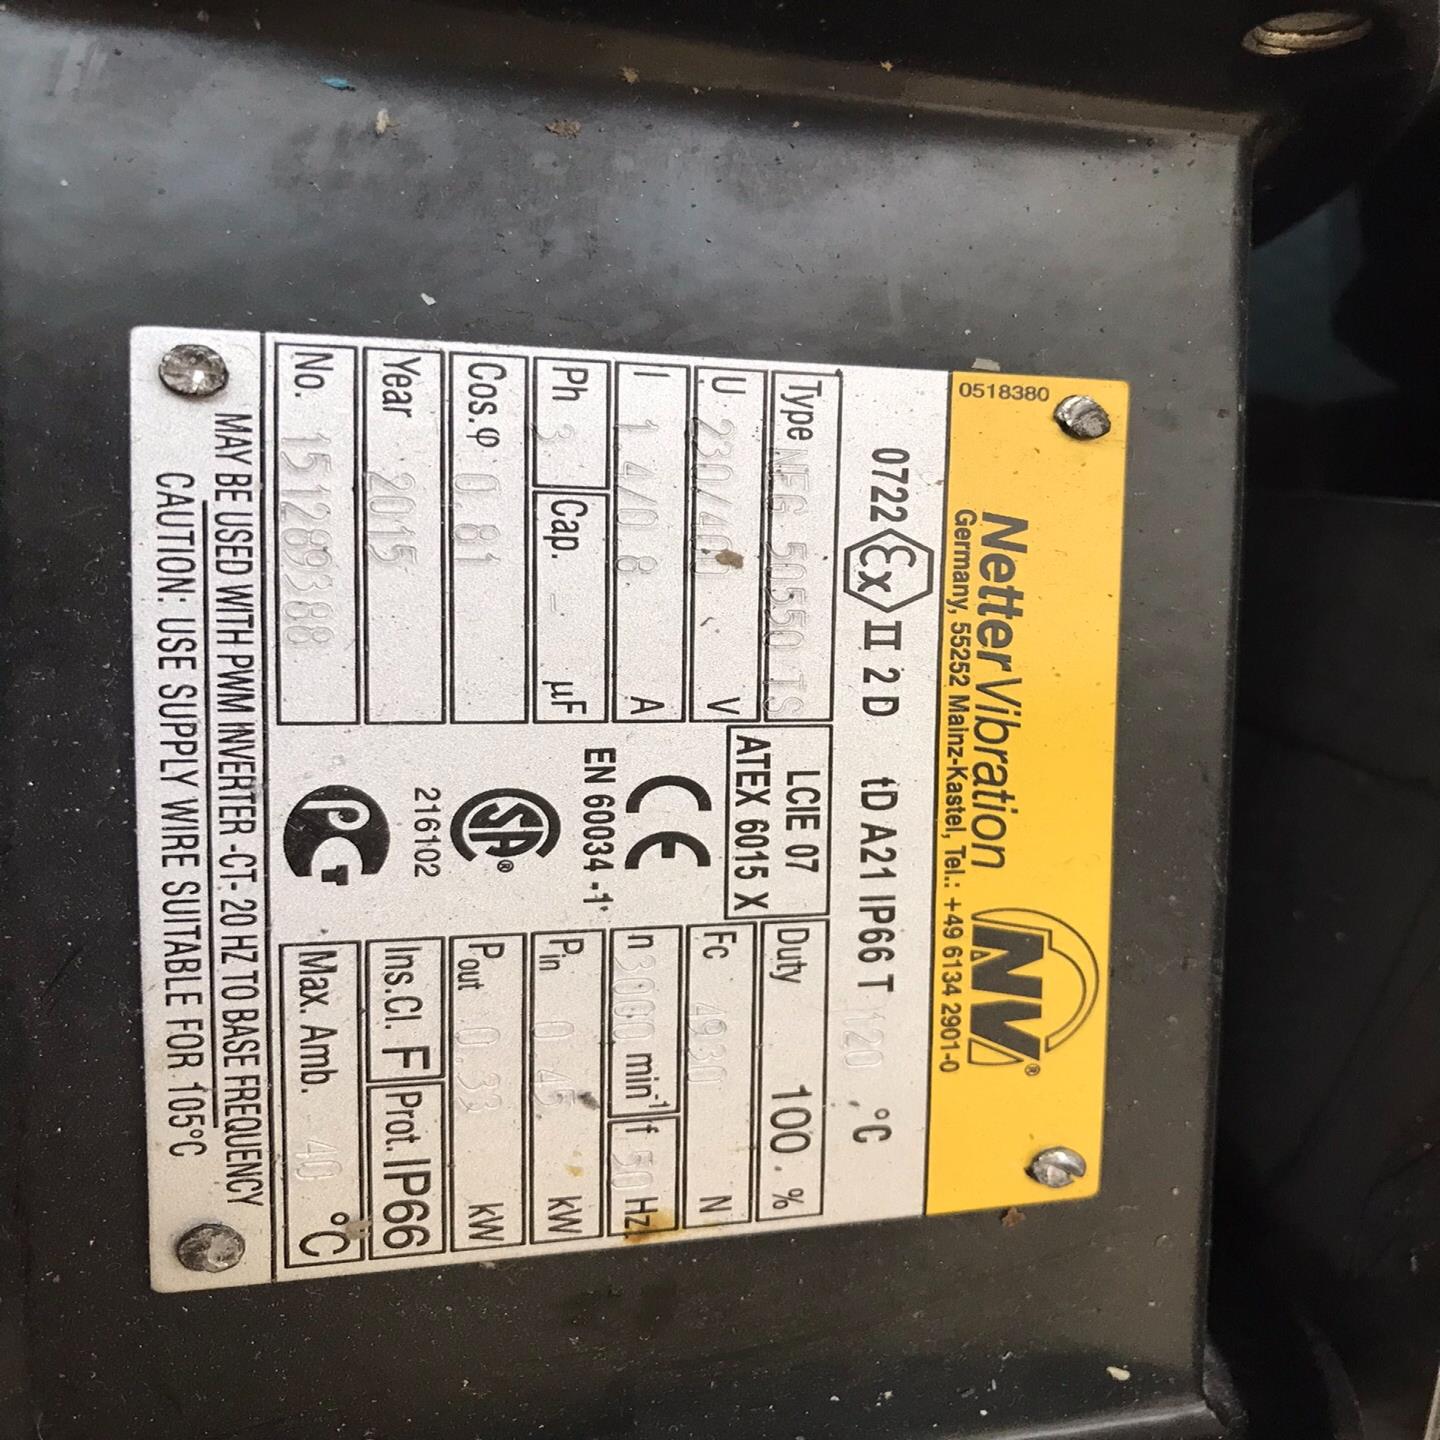 0518380
NetterVibration
NV®
Germany, 55252 Mainz-Kastel, Tel.: +49 6134 2901-0
0722 Ex II 2 D tD A21 IP66 T 120 °C
Type NEG 50550 TS
LCIE 07
ATEX 6015 X
Duty 100 %
U 230/400 V
Fc 4930 N
I 1.4/0.8 A
CE
n 3000 min⁻¹
f 50 Hz
Ph 3
Cap. - µF
EN 60034 -1
Pin 0.45 kW
Cos.φ 0.81
SA®
Pout 0.33 kW
Year 2015
216102
Ins.Cl. F
Prot. IP66
No. 151289388
PCT
Max. Amb. 40 °C
MAY BE USED WITH PWM INVERTER -CT- 20 HZ TO BASE FREQUENCY
CAUTION: USE SUPPLY WIRE SUITABLE FOR 105°C